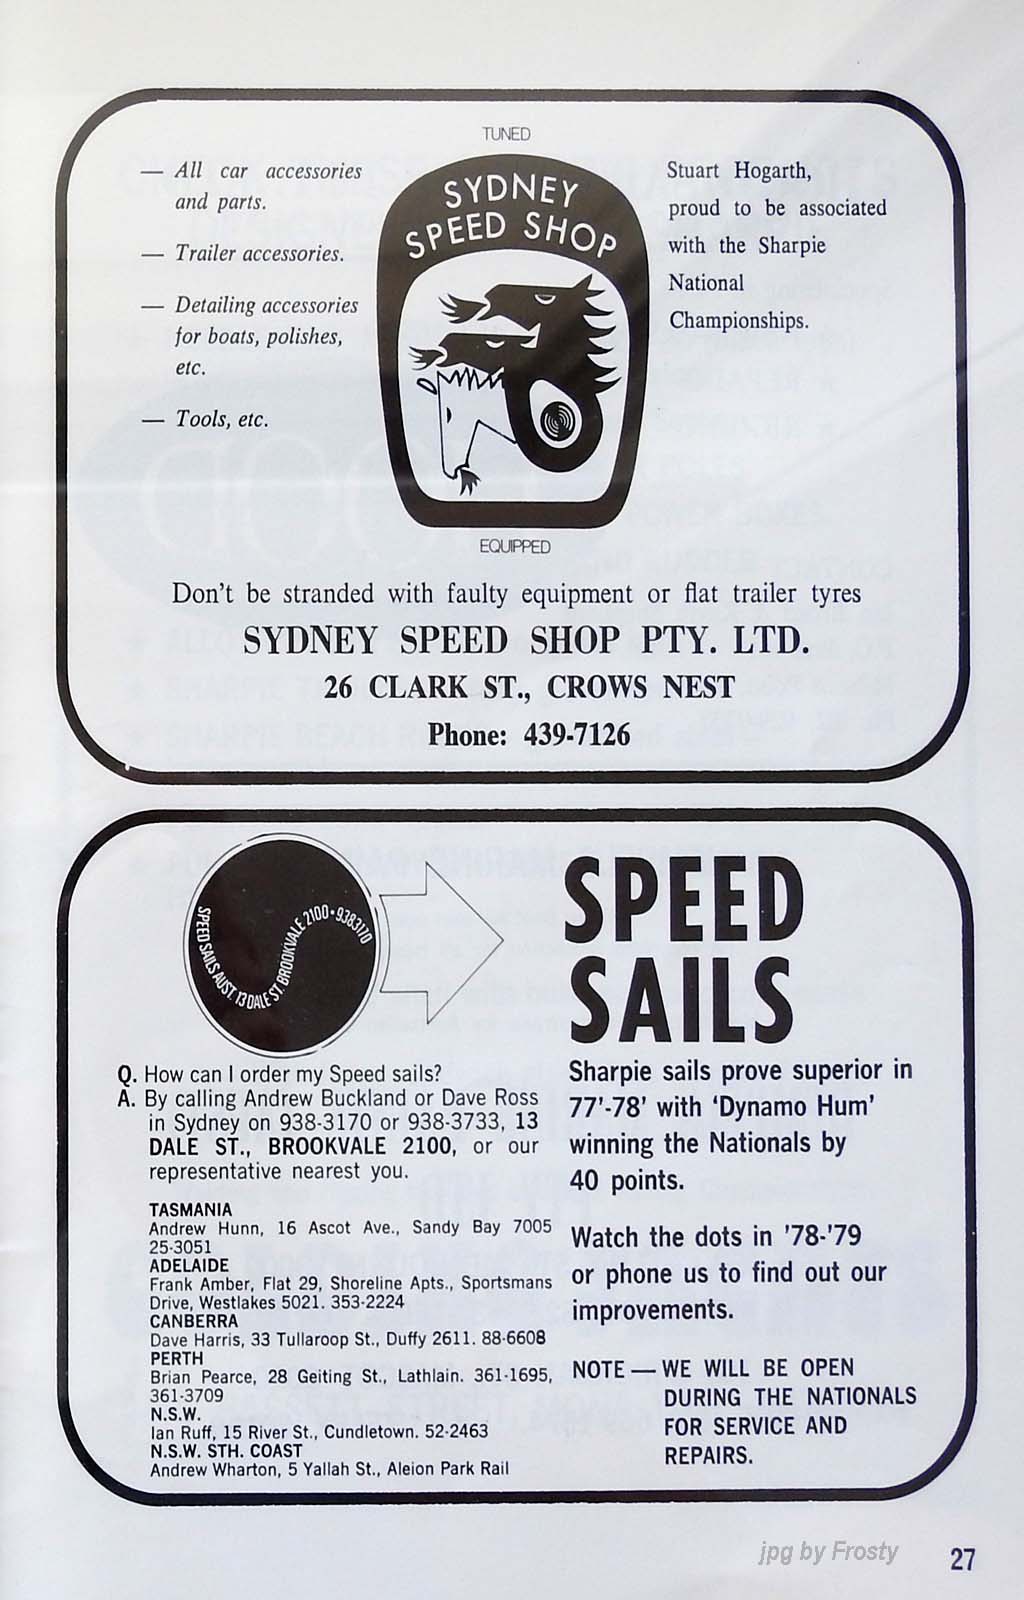 TUNED
SYDNEY
SPEED SHOP
— All car accessories
and parts.
— Trailer accessories.
— Detailing accessories
for boats, polishes,
etc.
— Tools, etc.
Stuart Hogarth,
proud to be associated
with the Sharpie
National
Championships.
EQUIPPED
Don't be stranded with faulty equipment or flat trailer tyres
SYDNEY SPEED SHOP PTY. LTD.
26 CLARK ST., CROWS NEST
Phone: 439-7126
SPEED SAILS AUST. 13 DALE ST. BROOKVALE 2100 • 9383170
SPEED
SAILS
Q. How can I order my Speed sails?
A. By calling Andrew Buckland or Dave Ross
in Sydney on 938-3170 or 938-3733, 13
DALE ST., BROOKVALE 2100, or our
representative nearest you.
TASMANIA
Andrew Hunn, 16 Ascot Ave., Sandy Bay 7005
25-3051
ADELAIDE
Frank Amber, Flat 29, Shoreline Apts., Sportsmans
Drive, Westlakes 5021. 353-2224
CANBERRA
Dave Harris, 33 Tullaroop St., Duffy 2611. 88-6608
PERTH
Brian Pearce, 28 Geiting St., Lathlain. 361-1695,
361-3709
N.S.W.
Ian Ruff, 15 River St., Cundletown. 52-2463
N.S.W. STH. COAST
Andrew Wharton, 5 Yallah St., Aleion Park Rail
Sharpie sails prove superior in
77'-78' with 'Dynamo Hum'
winning the Nationals by
40 points.
Watch the dots in '78-'79
or phone us to find out our
improvements.
NOTE — WE WILL BE OPEN
DURING THE NATIONALS
FOR SERVICE AND
REPAIRS.
jpg by Frosty
27